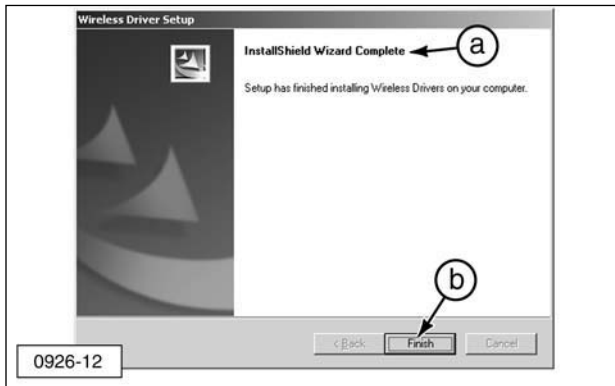 Wireless Driver Setup
InstallShield Wizard Complete
a
Setup has finished installing Wireless Drivers on your computer.
b
< Back Finish Cancel
0926-12